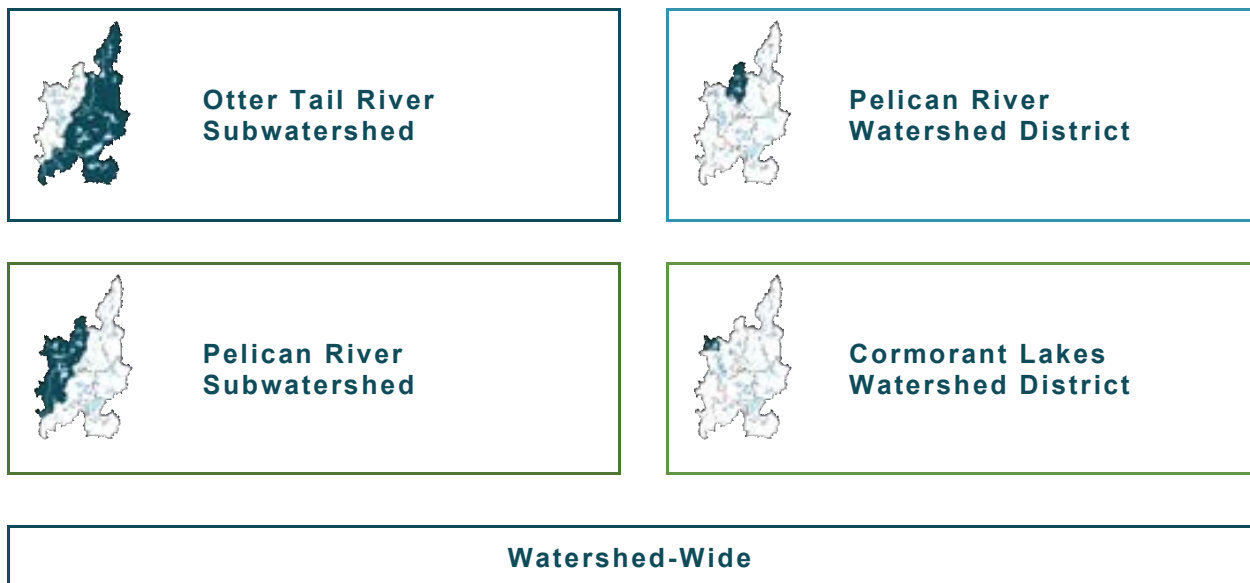 Otter Tail River
Subwatershed
Pelican River
Watershed District
Pelican River
Subwatershed
Cormorant Lakes
Watershed District
Watershed-Wide